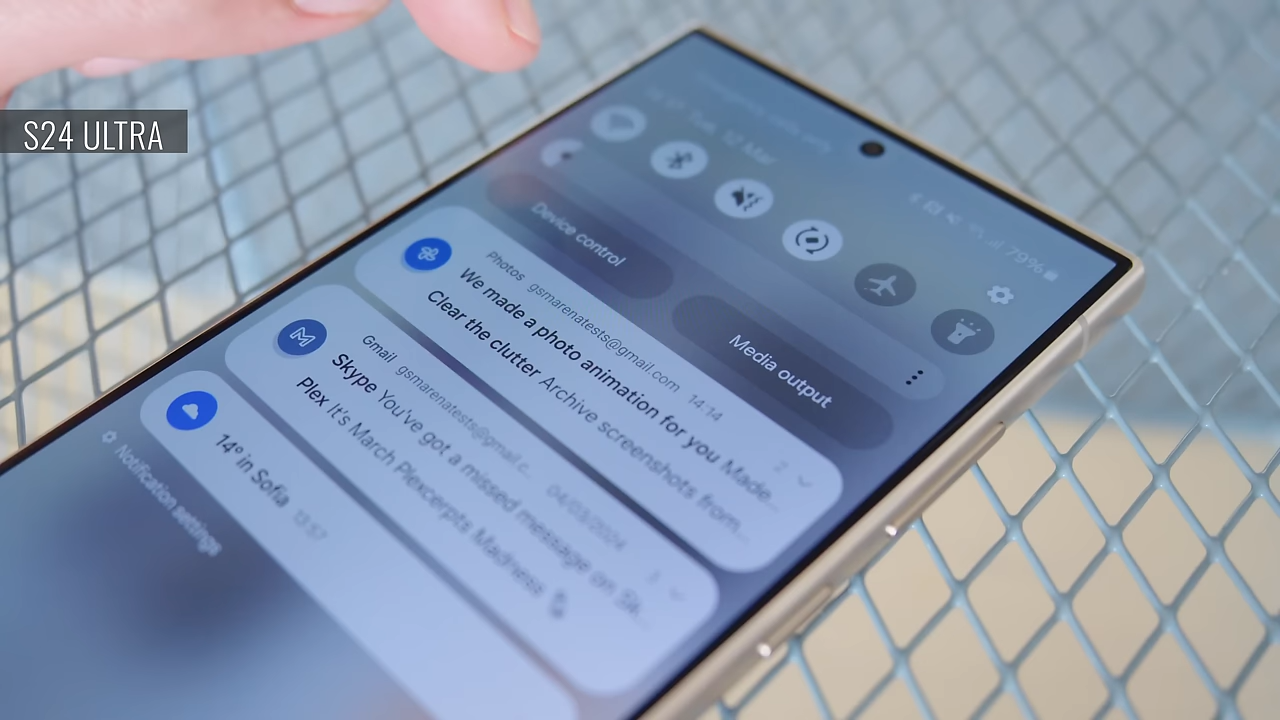 S24 ULTRA
79%
Device control
Media output
Photos gsmarenatests@gmail.com 14:14
We made a photo animation for you Made...
Clear the clutter Archive screenshots from...
2
Gmail gsmarenatests@gmail.c... 04/03/2024
Skype You've got a missed message on Sk...
Plex It's March Plexcerpts Madness
14° in Sofia 13:57
Notification settings